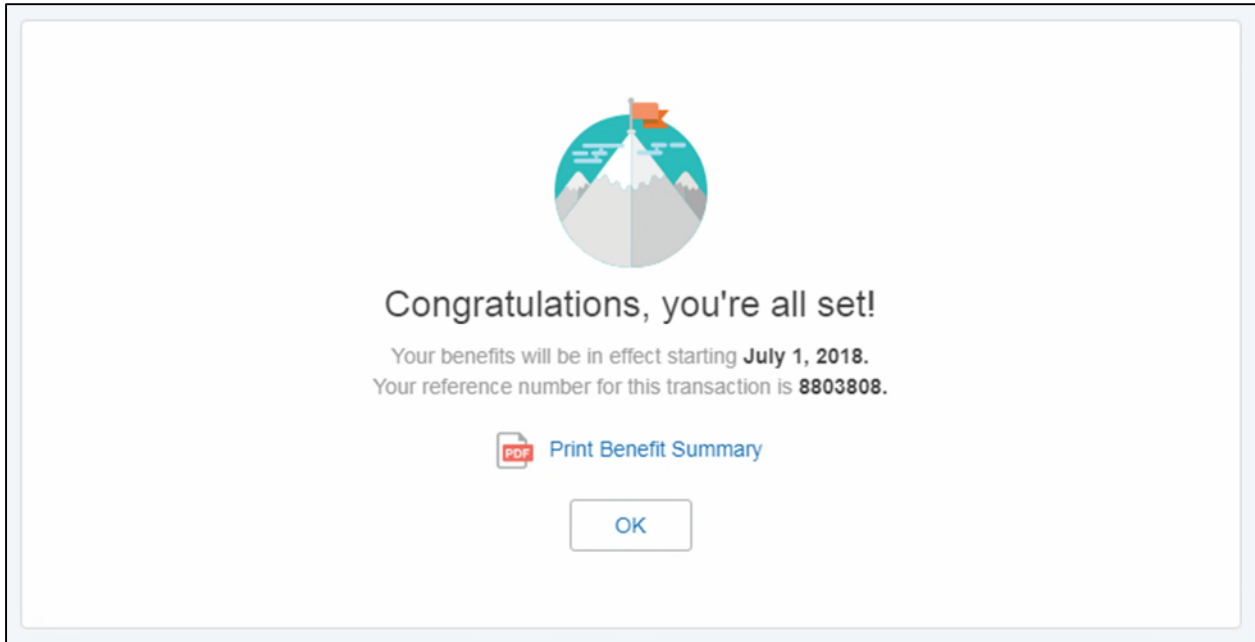 Congratulations, you're all set!
Your benefits will be in effect starting July 1, 2018.
Your reference number for this transaction is 8803808.
PDF Print Benefit Summary
OK